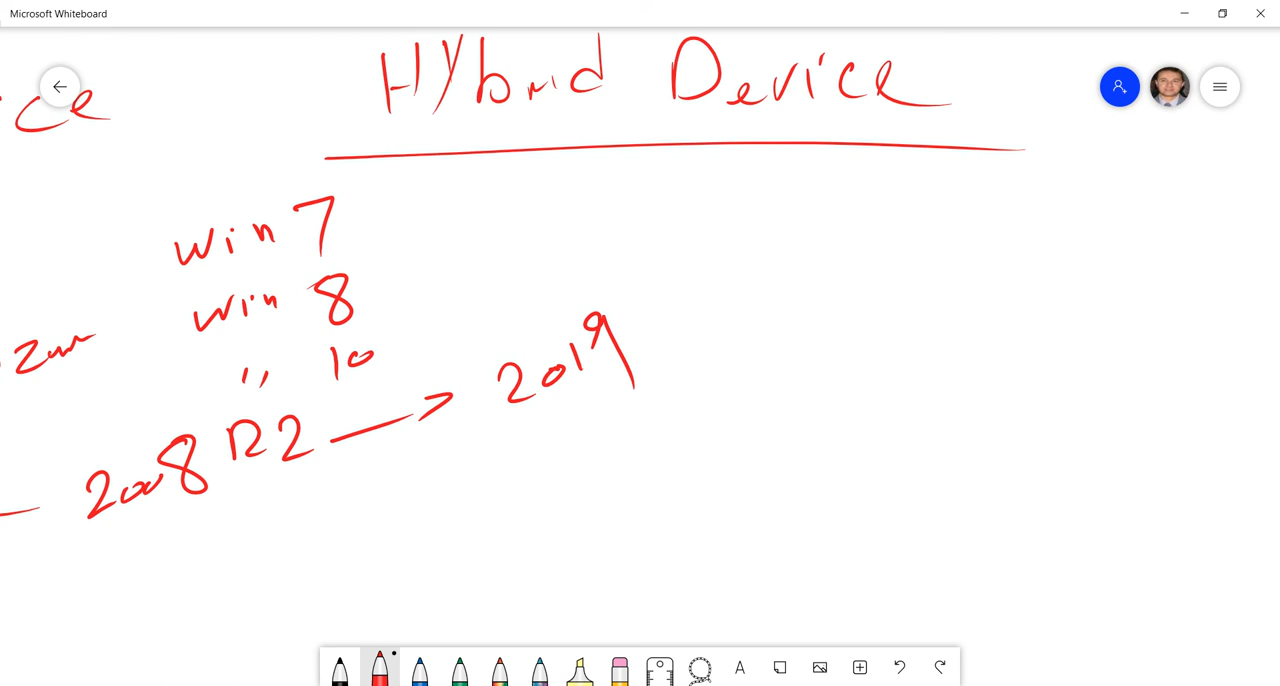 Microsoft Whiteboard
HYbrid Device
win 7
win 8
" 10
2008 R2 → 2019
A